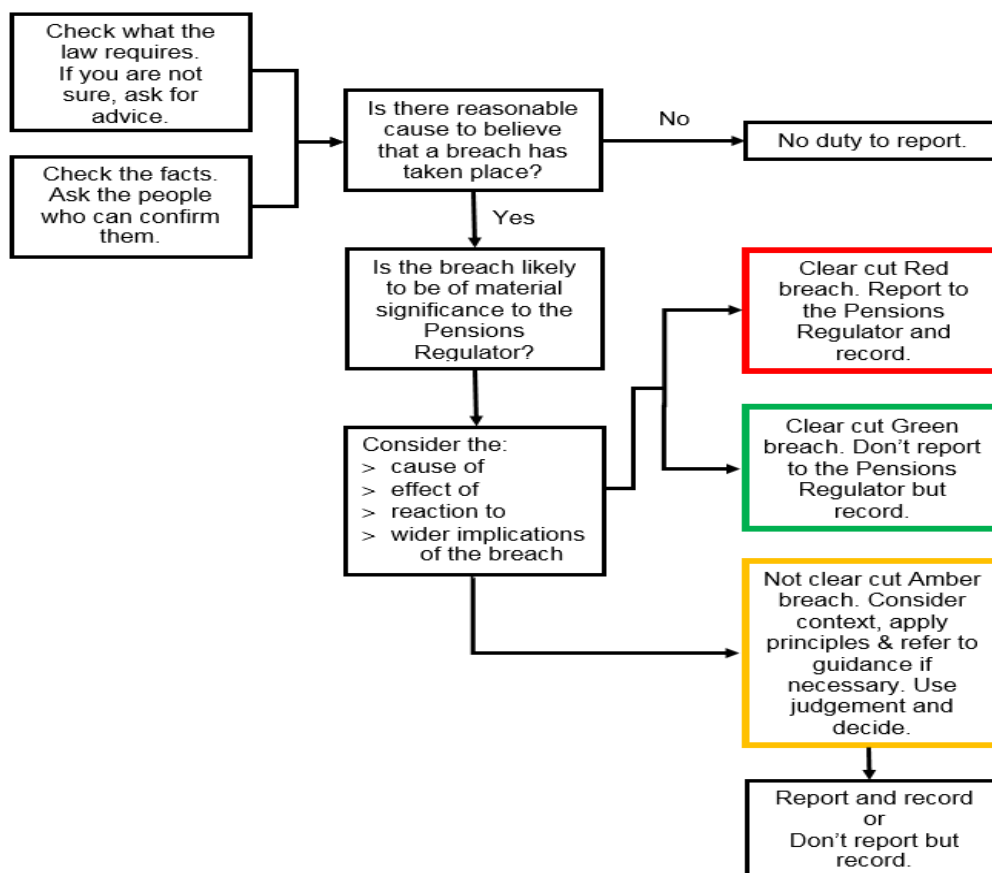 Check what the
law requires.
If you are not
sure, ask for
advice.
Check the facts.
Ask the people
who can confirm
them.
Is there reasonable
cause to believe
that a breach has
taken place?
No
No duty to report.
Yes
Is the breach likely
to be of material
significance to the
Pensions
Regulator?
Consider the:
> cause of
> effect of
> reaction to
> wider implications
of the breach
Clear cut Red
breach. Report to
the Pensions
Regulator and
record.
Clear cut Green
breach. Don’t report
to the Pensions
Regulator but
record.
Not clear cut Amber
breach. Consider
context, apply
principles & refer to
guidance if
necessary. Use
judgement and
decide.
Report and record
or
Don’t report but
record.